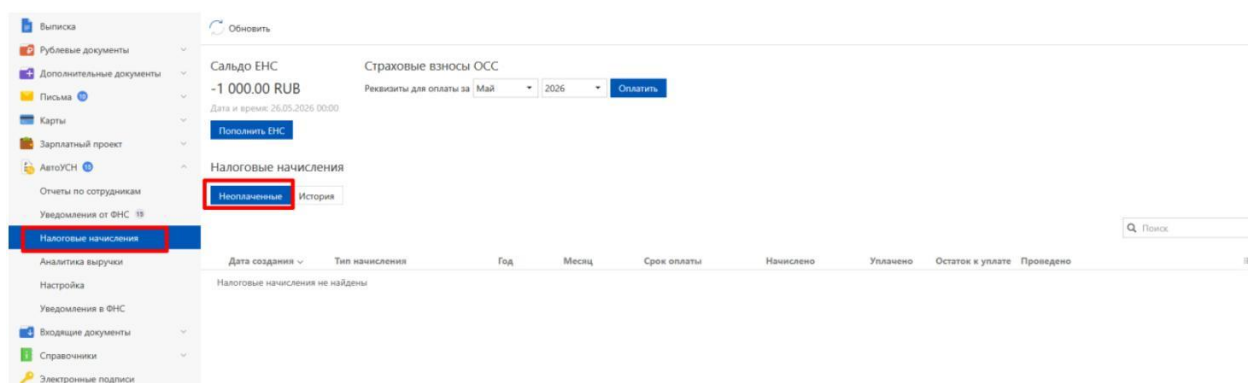 Выписка
Рублевые документы
Дополнительные документы
Письма 15
Карты
Зарплатный проект
АвтоУСН 15
Отчеты по сотрудникам
Уведомления от ФНС 15
Налоговые начисления
Аналитика выручки
Настройка
Уведомления в ФНС
Входящие документы
Справочники
Электронные подписи
Обновить
Сальдо ЕНС
-1 000.00 RUB
Дата и время: 26.05.2026 00:00
Пополнить ЕНС
Страховые взносы ОСС
Реквизиты для оплаты за Май 2026 Оплатить
Налоговые начисления
Неоплаченные История
Поиск
Дата создания Тип начисления Год Месяц Срок оплаты Начислено Уплачено Остаток к уплате Проведено
Налоговые начисления не найдены